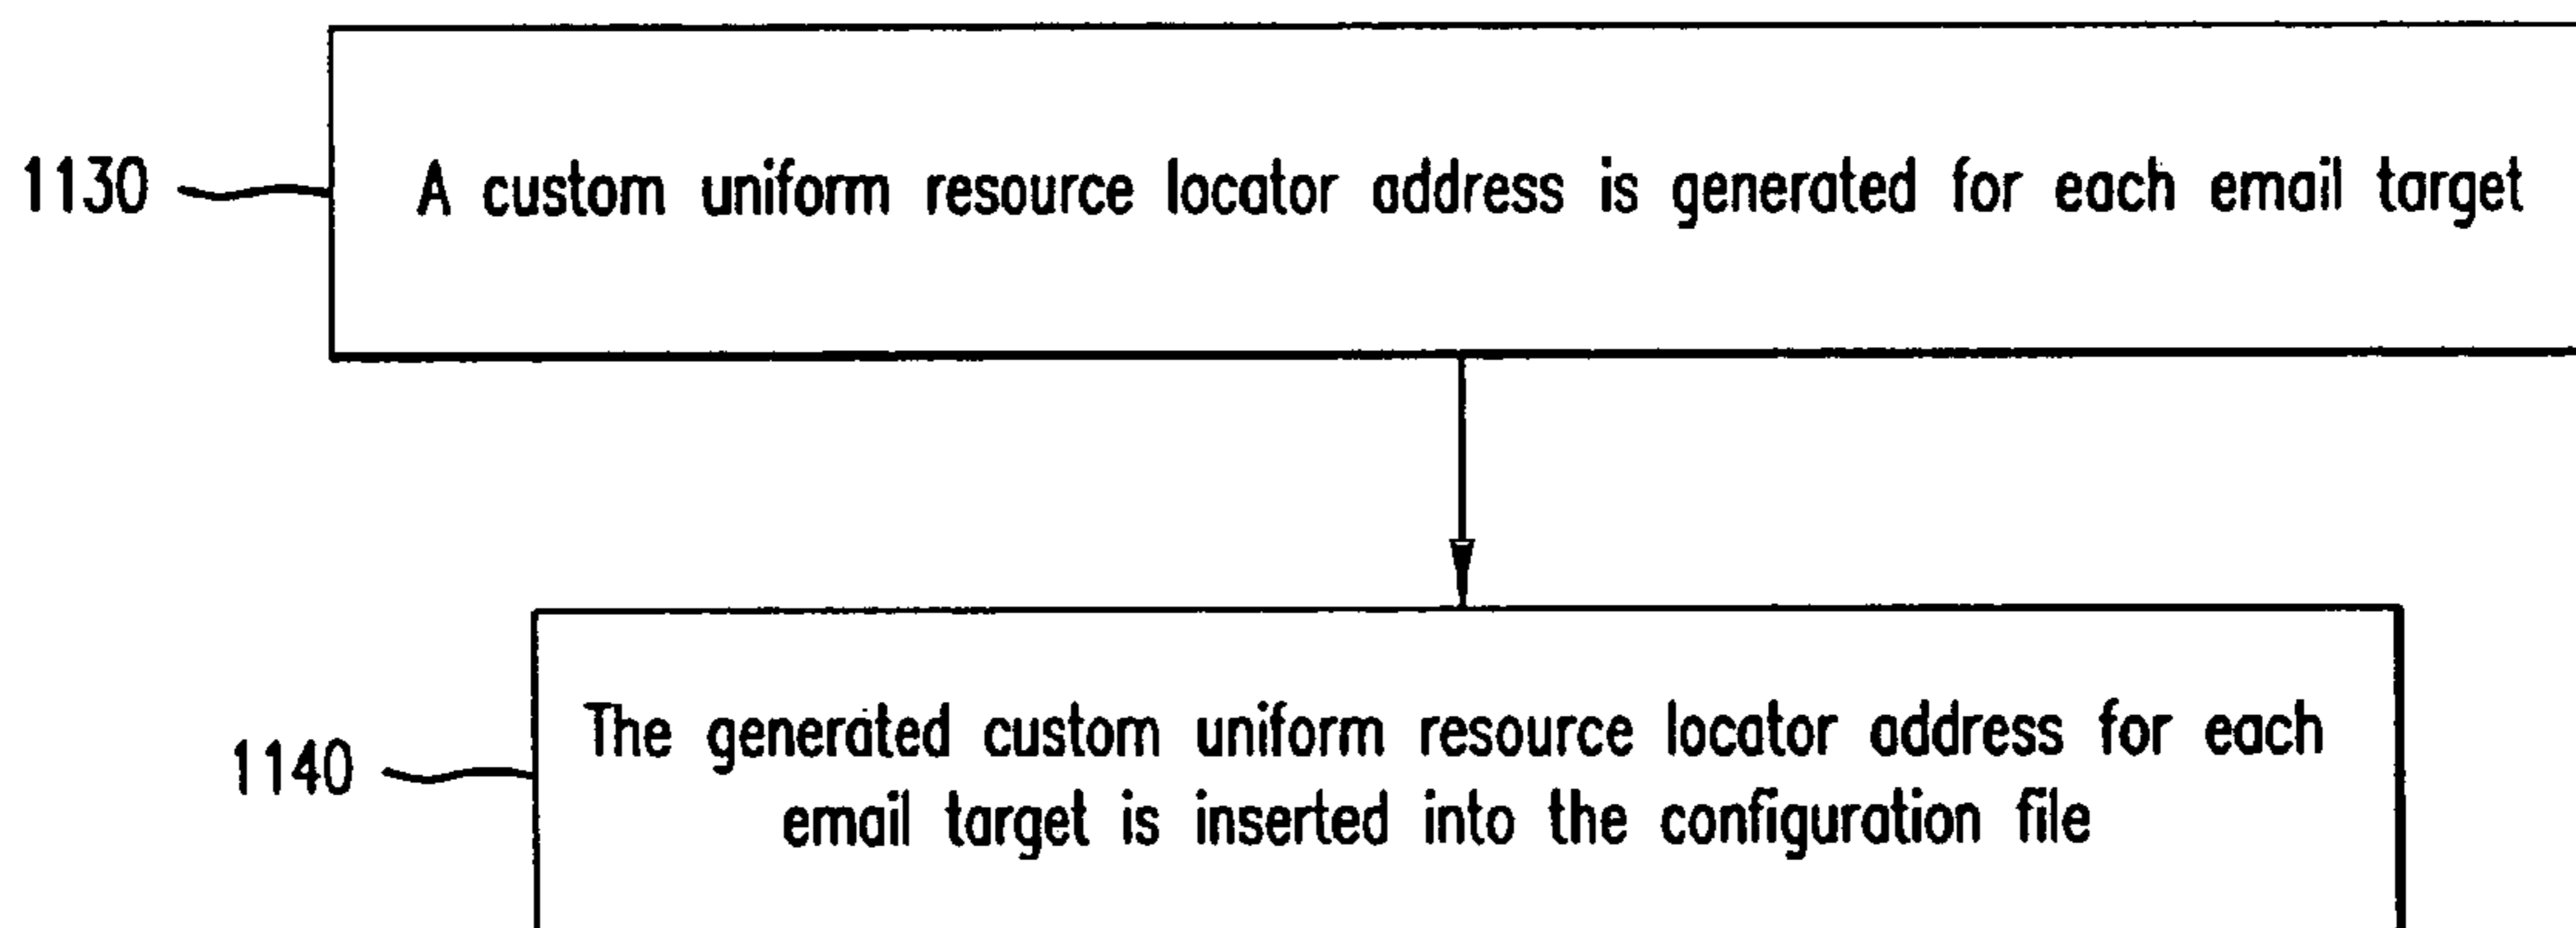 1130
A custom uniform resource locator address is generated for each email target
1140
The generated custom uniform resource locator address for each
email target is inserted into the configuration file